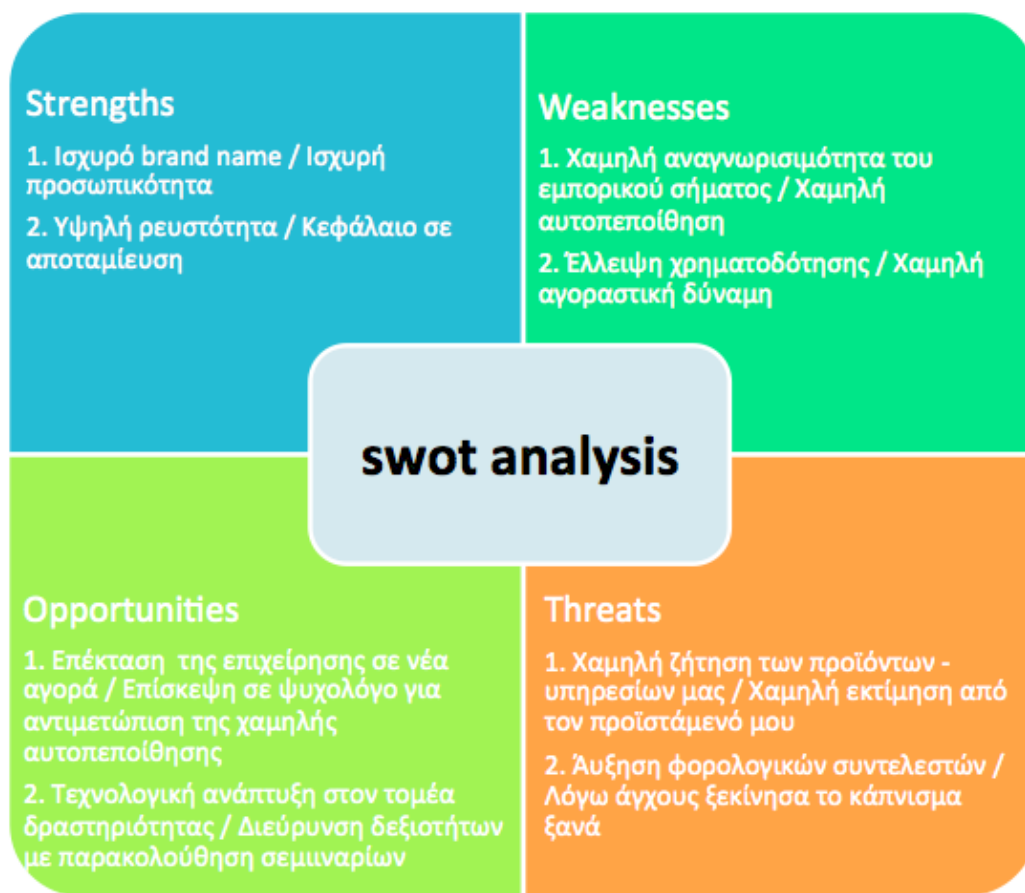 Strengths
1. Ισχυρό brand name / Ισχυρή
προσωπικότητα
2. Υψηλή ρευστότητα / Κεφάλαιο σε
αποταμίευση
Weaknesses
1. Χαμηλή αναγνωρισιμότητα του
εμπορικού σήματος / Χαμηλή
αυτοπεποίθηση
2. Έλλειψη χρηματοδότησης / Χαμηλή
αγοραστική δύναμη
swot analysis
Opportunities
1. Επέκταση της επιχείρησης σε νέα
αγορά / Επίσκεψη σε ψυχολόγο για
αντιμετώπιση της χαμηλής
αυτοπεποίθησης
2. Τεχνολογική ανάπτυξη στον τομέα
δραστηριότητας / Διεύρυνση δεξιοτήτων
με παρακολούθηση σεμιιναρίων
Threats
1. Χαμηλή ζήτηση των προϊόντων -
υπηρεσίων μας / Χαμηλή εκτίμηση από
τον προϊστάμενό μου
2. Άυξηση φορολογικών συντελεστών /
Λόγω άγχους ξεκίνησα το κάπνισμα
ξανά